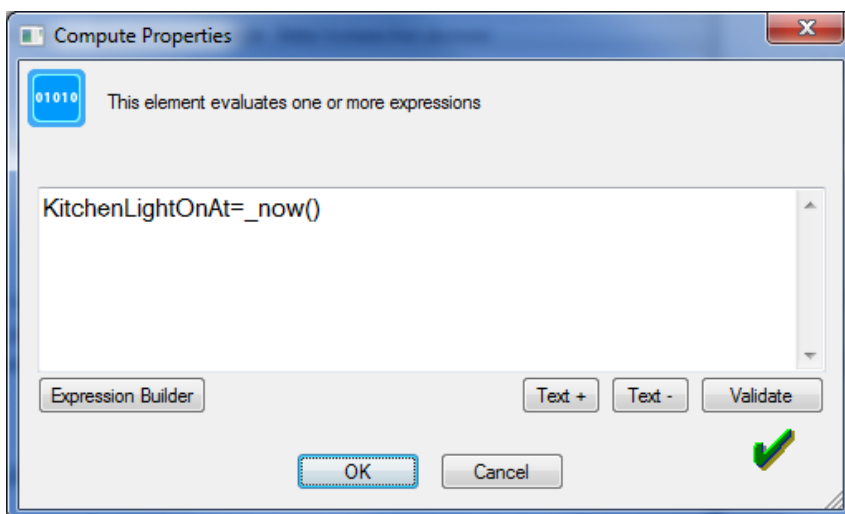 Compute Properties
01010
This element evaluates one or more expressions
KitchenLightOnAt=_now()
Expression Builder
Text +
Text -
Validate
OK
Cancel